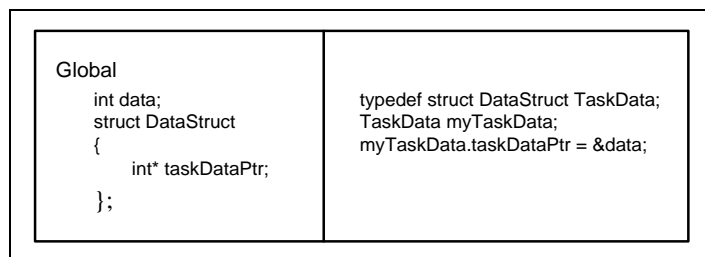 Global
int data;
struct DataStruct
{
int* taskDataPtr;
};
typedef struct DataStruct TaskData;
TaskData myTaskData;
myTaskData.taskDataPtr = &data;